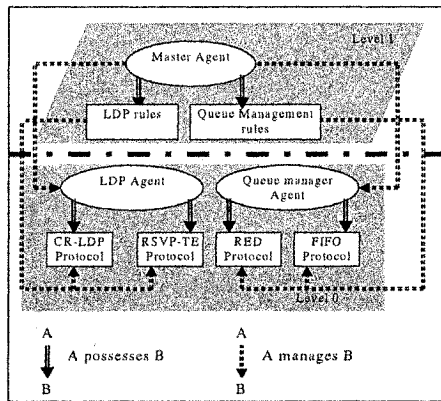 Level 1
Master Agent
LDP rules
Queue Management
rules
LDP Agent
Queue manager
Agent
CR-LDP
Protocol
RSVP-TE
Protocol
RED
Protocol
FIFO
Protocol
Level 0
A
A possesses B
B
A
A manages B
B